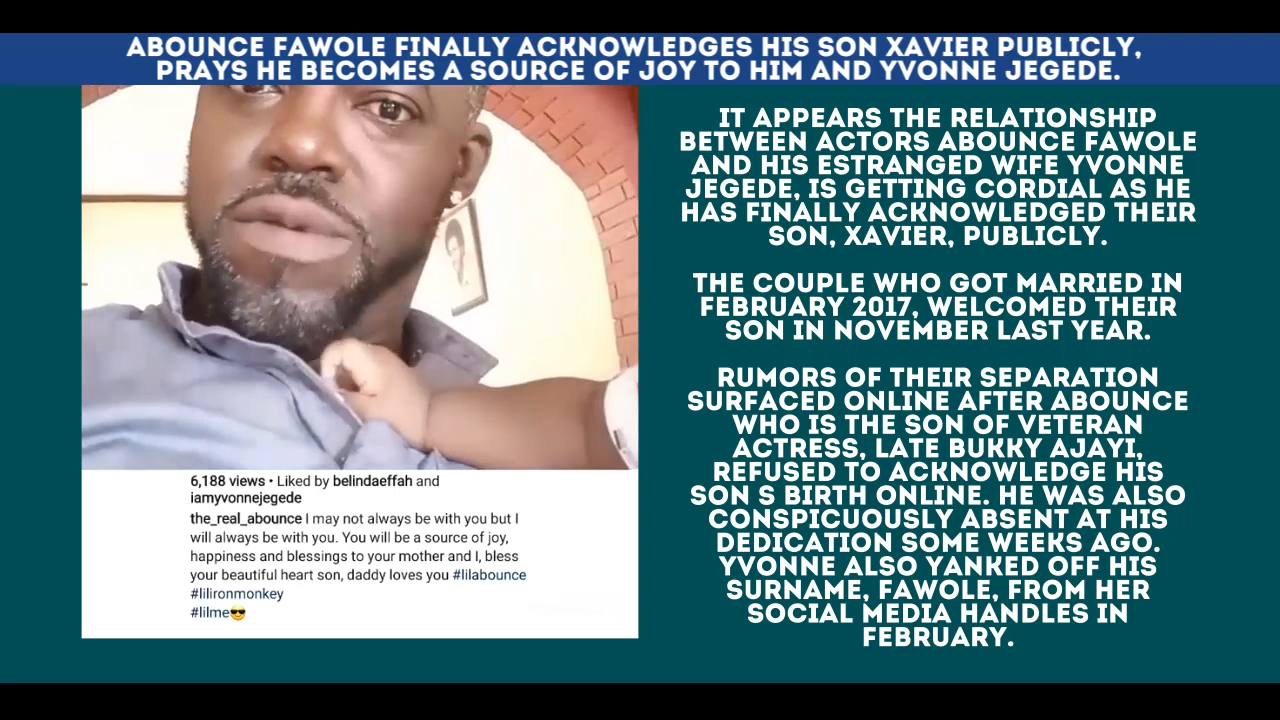 ABOUNCE FAWOLE FINALLY ACKNOWLEDGES HIS SON XAVIER PUBLICLY,
PRAYS HE BECOMES A SOURCE OF JOY TO HIM AND YVONNE JEGEDE.
6,188 views • Liked by belindaeffah and
iamyvonnejegede
the_real_abounce I may not always be with you but I
will always be with you. You will be a source of joy,
happiness and blessings to your mother and I, bless
your beautiful heart son, daddy loves you #lilabounce
#lilironmonkey
#lilme😎
IT APPEARS THE RELATIONSHIP
BETWEEN ACTORS ABOUNCE FAWOLE
AND HIS ESTRANGED WIFE YVONNE
JEGEDE, IS GETTING CORDIAL AS HE
HAS FINALLY ACKNOWLEDGED THEIR
SON, XAVIER, PUBLICLY.
THE COUPLE WHO GOT MARRIED IN
FEBRUARY 2017, WELCOMED THEIR
SON IN NOVEMBER LAST YEAR.
RUMORS OF THEIR SEPARATION
SURFACED ONLINE AFTER ABOUNCE
WHO IS THE SON OF VETERAN
ACTRESS, LATE BUKKY AJAYI,
REFUSED TO ACKNOWLEDGE HIS
SON S BIRTH ONLINE. HE WAS ALSO
CONSPICUOUSLY ABSENT AT HIS
DEDICATION SOME WEEKS AGO.
YVONNE ALSO YANKED OFF HIS
SURNAME, FAWOLE, FROM HER
SOCIAL MEDIA HANDLES IN
FEBRUARY.